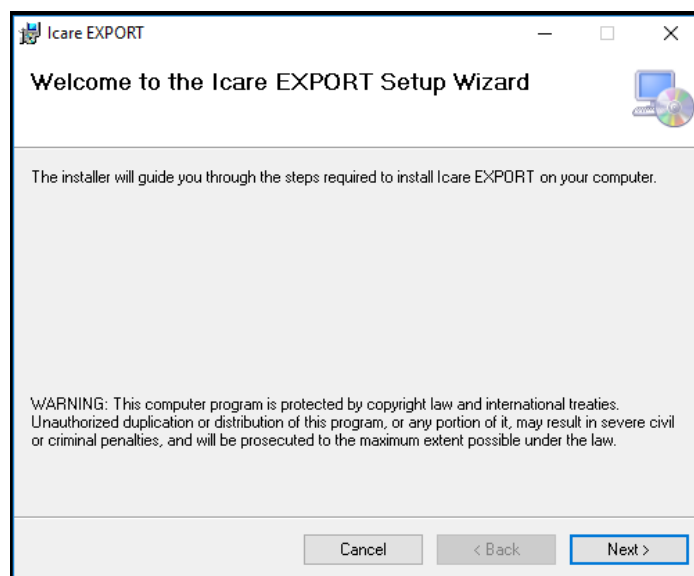 Icare EXPORT
Welcome to the Icare EXPORT Setup Wizard
The installer will guide you through the steps required to install Icare EXPORT on your computer.
WARNING: This computer program is protected by copyright law and international treaties.
Unauthorized duplication or distribution of this program, or any portion of it, may result in severe civil
or criminal penalties, and will be prosecuted to the maximum extent possible under the law.
Cancel
< Back
Next >